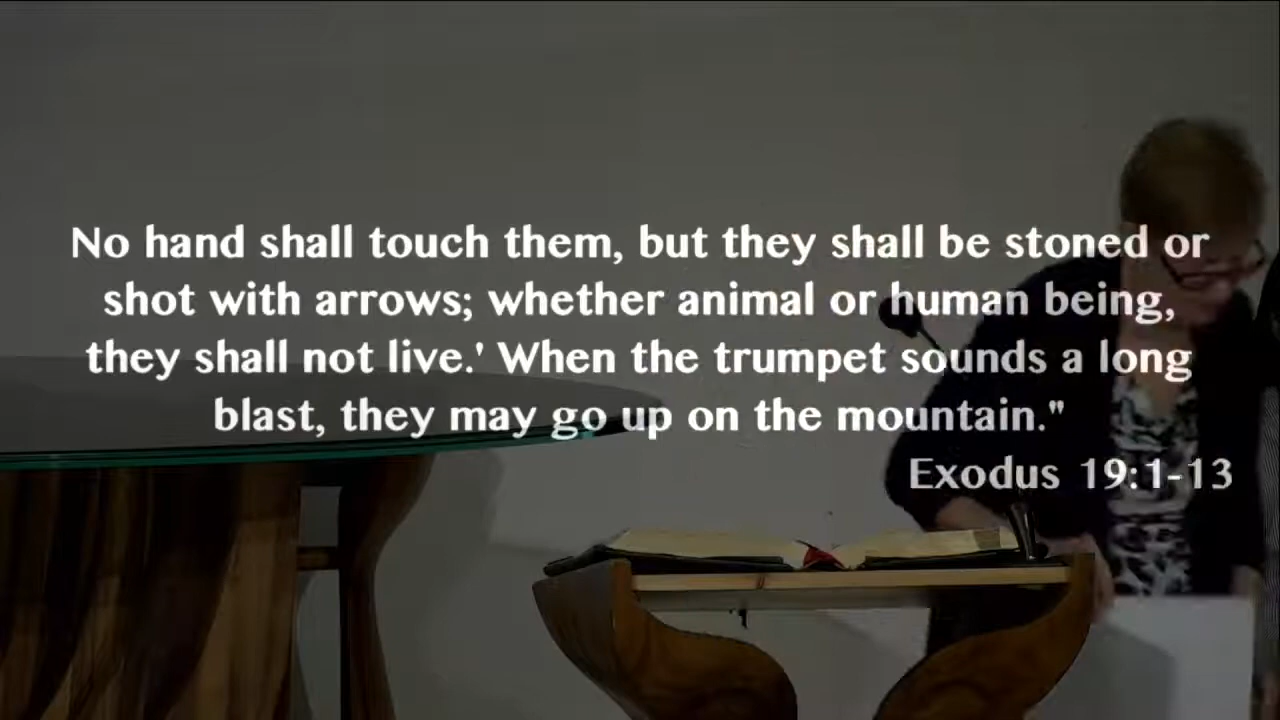 No hand shall touch them, but they shall be stoned or
shot with arrows; whether animal or human being,
they shall not live.' When the trumpet sounds a long
blast, they may go up on the mountain."
Exodus 19:1-13